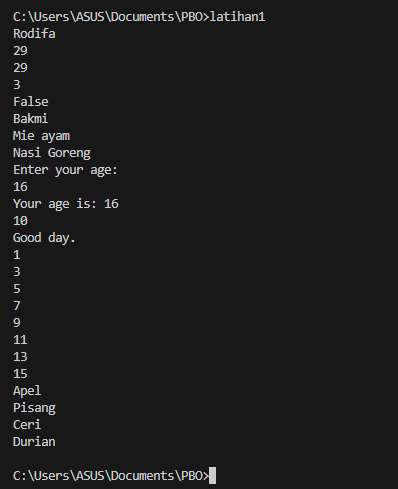 C:\Users\ASUS\Documents\PBO>latihan1
Rodifa
29
29
3
False
Bakmi
Mie ayam
Nasi Goreng
Enter your age:
16
Your age is: 16
10
Good day.
1
3
5
7
9
11
13
15
Apel
Pisang
Ceri
Durian
C:\Users\ASUS\Documents\PBO>